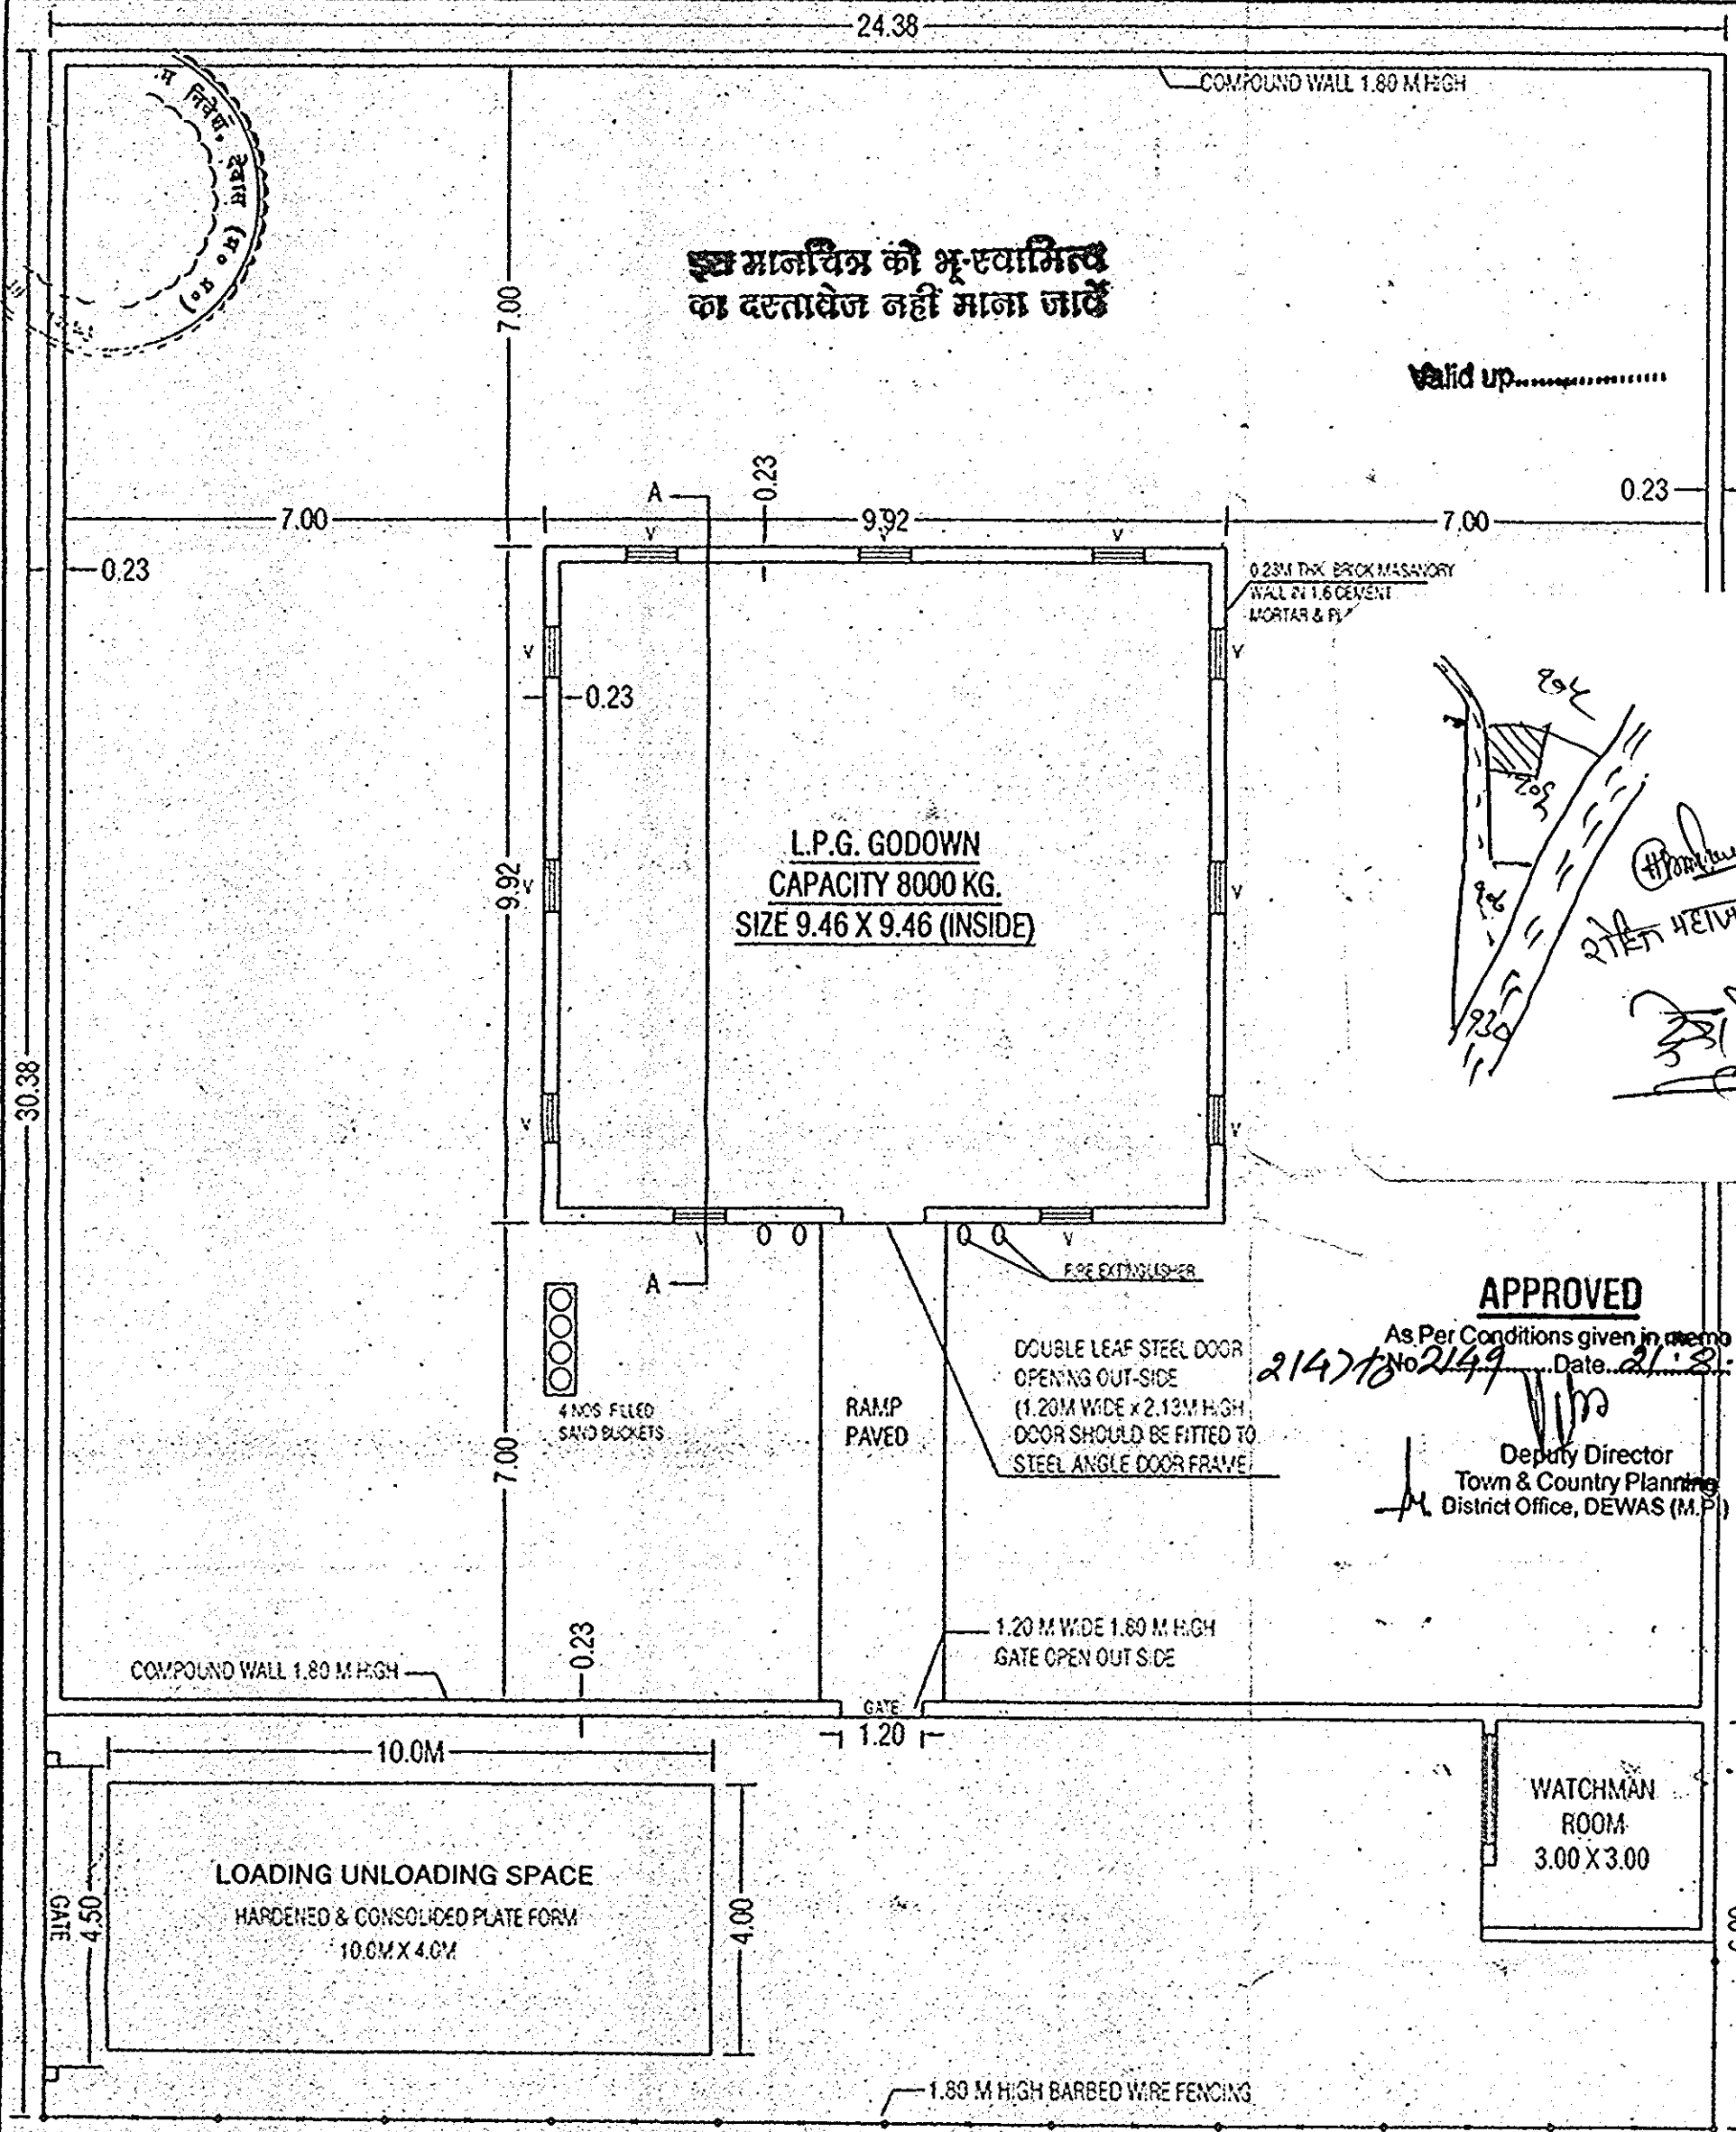 24.38
COMPOUND WALL 1.80 M HIGH
निवेश, देवास (म० प्र०)
इस मानचित्र को भू-स्वामित्व
का दस्तावेज नहीं माना जावें
7.00
Valid up................
A
0.23
0.23
7.00
9.92
7.00
V
V
V
0.23
0.23M THK. BRICK MASANORY
WALL IN 1.6 CEMENT
MORTAR &
V
V
0.23
L.P.G. GODOWN
CAPACITY 8000 KG.
SIZE 9.46 X 9.46 (INSIDE)
9.92
V
V
30.38
V
V
930
V
V
A
FIRE EXTINGUISHER
APPROVED
As Per Conditions given in memo
2147 to No 2149 Date 21.8.
Deputy Director
Town & Country Planning
District Office, DEWAS (M.P.)
4 NOS FILLED
SAND BUCKETS
RAMP
PAVED
DOUBLE LEAF STEEL DOOR
OPENING OUT-SIDE
(1.20M WIDE x 2.13M HIGH
DOOR SHOULD BE FITTED TO
STEEL ANGLE DOOR FRAME
7.00
0.23
1.20 M WIDE 1.80 M HIGH
GATE OPEN OUT SIDE
COMPOUND WALL 1.80 M HIGH
GATE
1.20
10.0M
WATCHMAN
ROOM
3.00 X 3.00
LOADING UNLOADING SPACE
HARDENED & CONSOLIDED PLATE FORM
10.0M X 4.0M
GATE
4.50
4.00
1.80 M HIGH BARBED WIRE FENCING